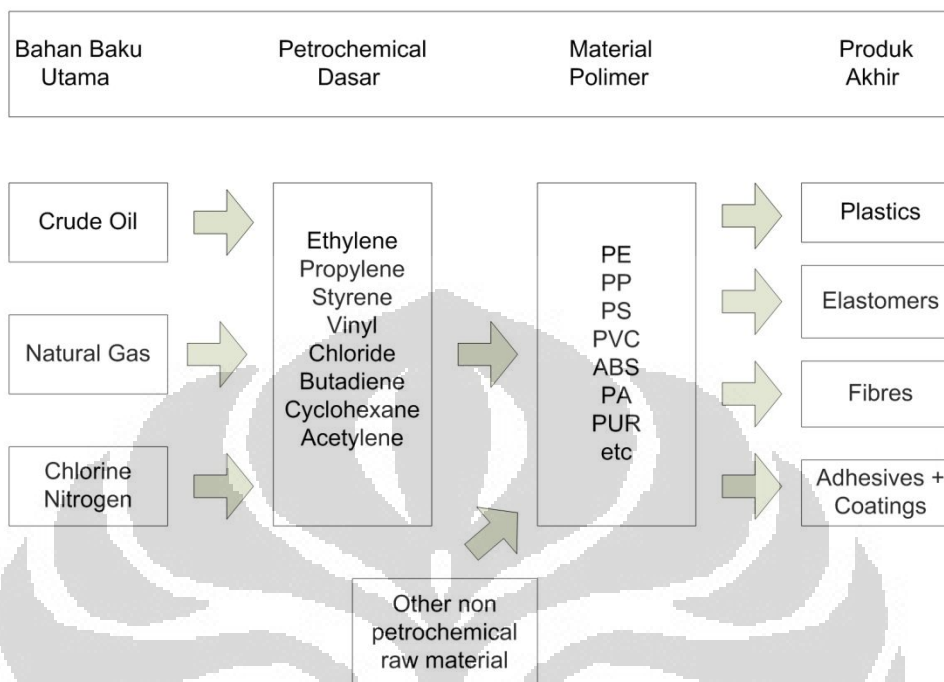 Bahan Baku
Utama
Petrochemical
Dasar
Material
Polimer
Produk
Akhir
Crude Oil
Natural Gas
Chlorine
Nitrogen
Ethylene
Propylene
Styrene
Vinyl
Chloride
Butadiene
Cyclohexane
Acetylene
Other non
petrochemical
raw material
PE
PP
PS
PVC
ABS
PA
PUR
etc
Plastics
Elastomers
Fibres
Adhesives +
Coatings